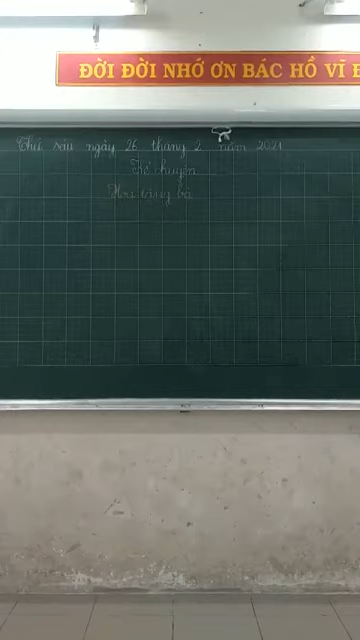 ĐỜI ĐỜI NHỚ ƠN BÁC HỒ VĨ
Thứ sáu ngày 26 tháng 2 năm 2021
Kể chuyện